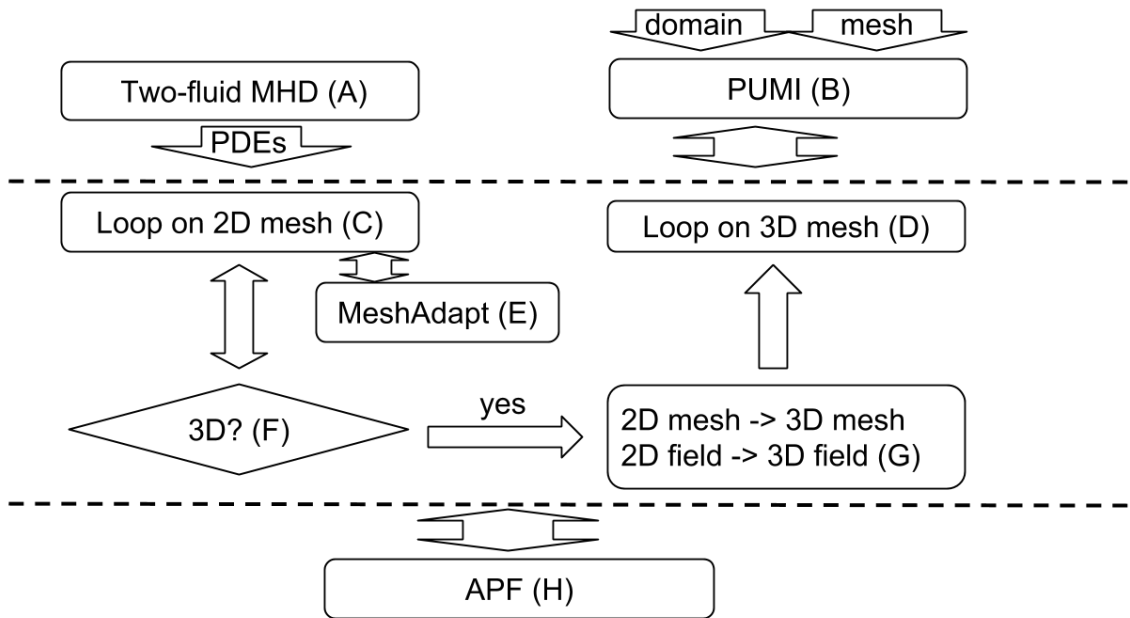 domain
mesh
Two-fluid MHD (A)
PUMI (B)
PDEs
Loop on 2D mesh (C)
Loop on 3D mesh (D)
MeshAdapt (E)
3D? (F)
yes
2D mesh -> 3D mesh
2D field -> 3D field (G)
APF (H)